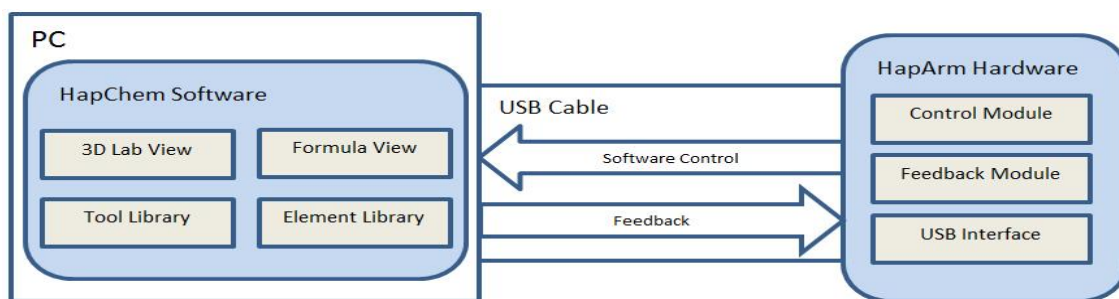 PC
HapChem Software
3D Lab View
Formula View
Tool Library
Element Library
USB Cable
Software Control
Feedback
HapArm Hardware
Control Module
Feedback Module
USB Interface